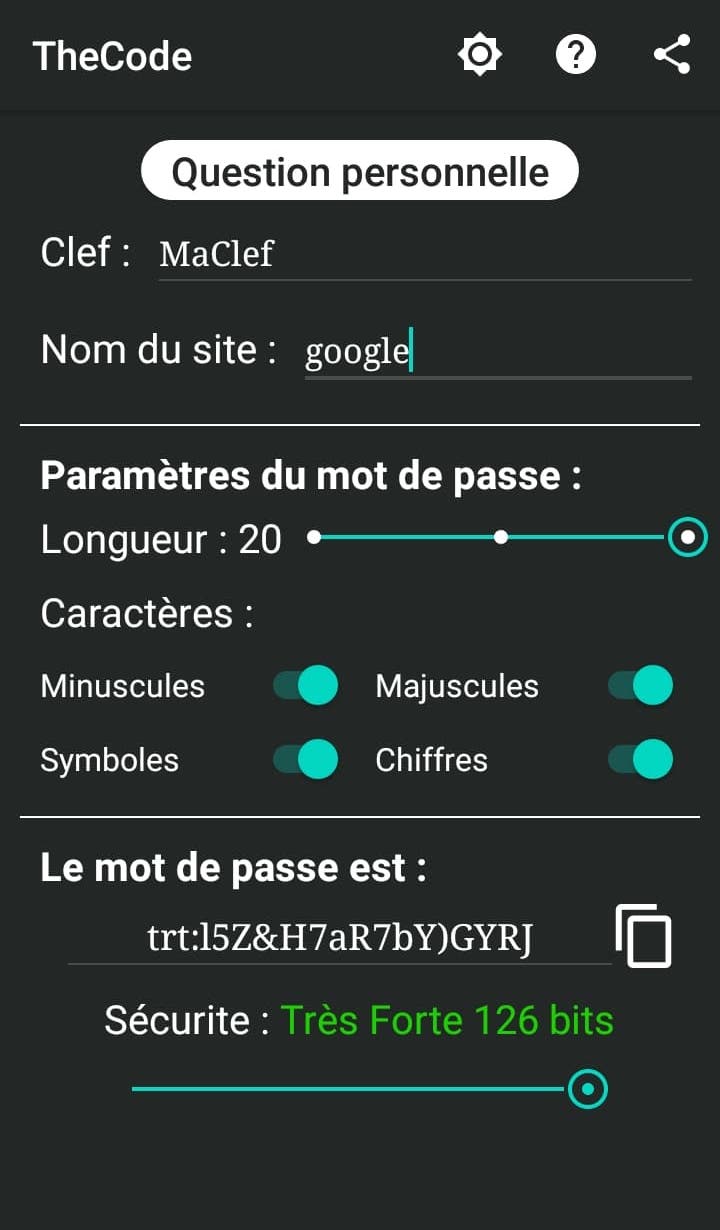 TheCode
Question personnelle
Clef : MaClef
Nom du site : google
Paramètres du mot de passe :
Longueur : 20
Caractères :
Minuscules Majuscules
Symboles Chiffres
Le mot de passe est :
trt:l5Z&H7aR7bY)GYRJ
Sécurite : Très Forte 126 bits